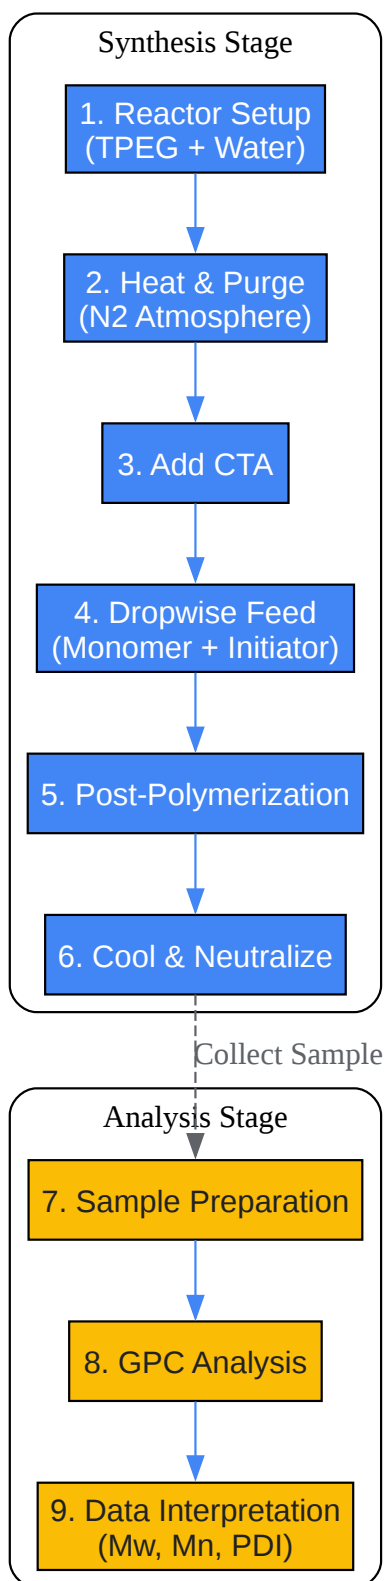 Synthesis Stage
1. Reactor Setup
(TPEG + Water)
2. Heat & Purge
(N2 Atmosphere)
3. Add CTA
4. Dropwise Feed
(Monomer + Initiator)
5. Post-Polymerization
6. Cool & Neutralize
Collect Sample
Analysis Stage
7. Sample Preparation
8. GPC Analysis
9. Data Interpretation
(Mw, Mn, PDI)